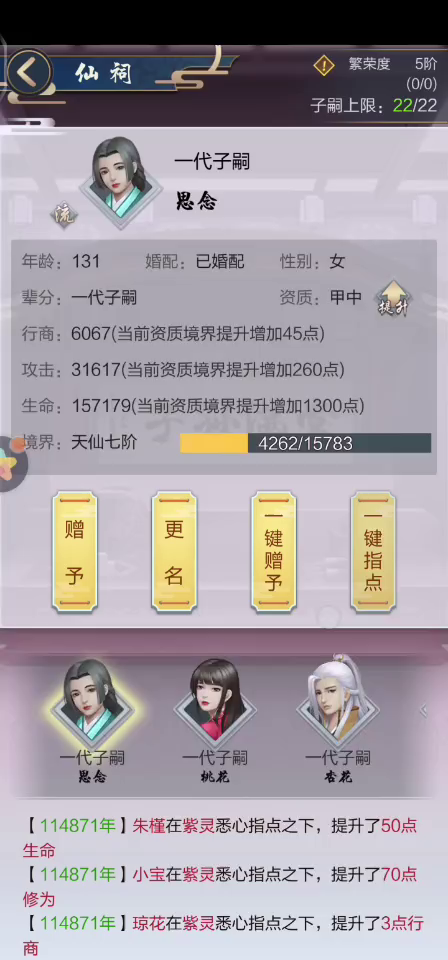 仙祠
繁荣度 5阶
(0/0)
子嗣上限：22/22
一代子嗣
思念
流
年龄：131 婚配：已婚配 性别：女
辈分：一代子嗣 资质：甲中
提升
行商：6067(当前资质境界提升增加45点)
攻击：31617(当前资质境界提升增加260点)
生命：157179(当前资质境界提升增加1300点)
境界：天仙七阶 4262/15783
赠予 更名 一键赠予 一键指点
一代子嗣 一代子嗣 一代子嗣
思念 桃花 杏花
【114871年】朱槿在紫灵悉心指点之下，提升了50点
生命
【114871年】小宝在紫灵悉心指点之下，提升了70点
修为
【114871年】琼花在紫灵悉心指点之下，提升了3点行
商